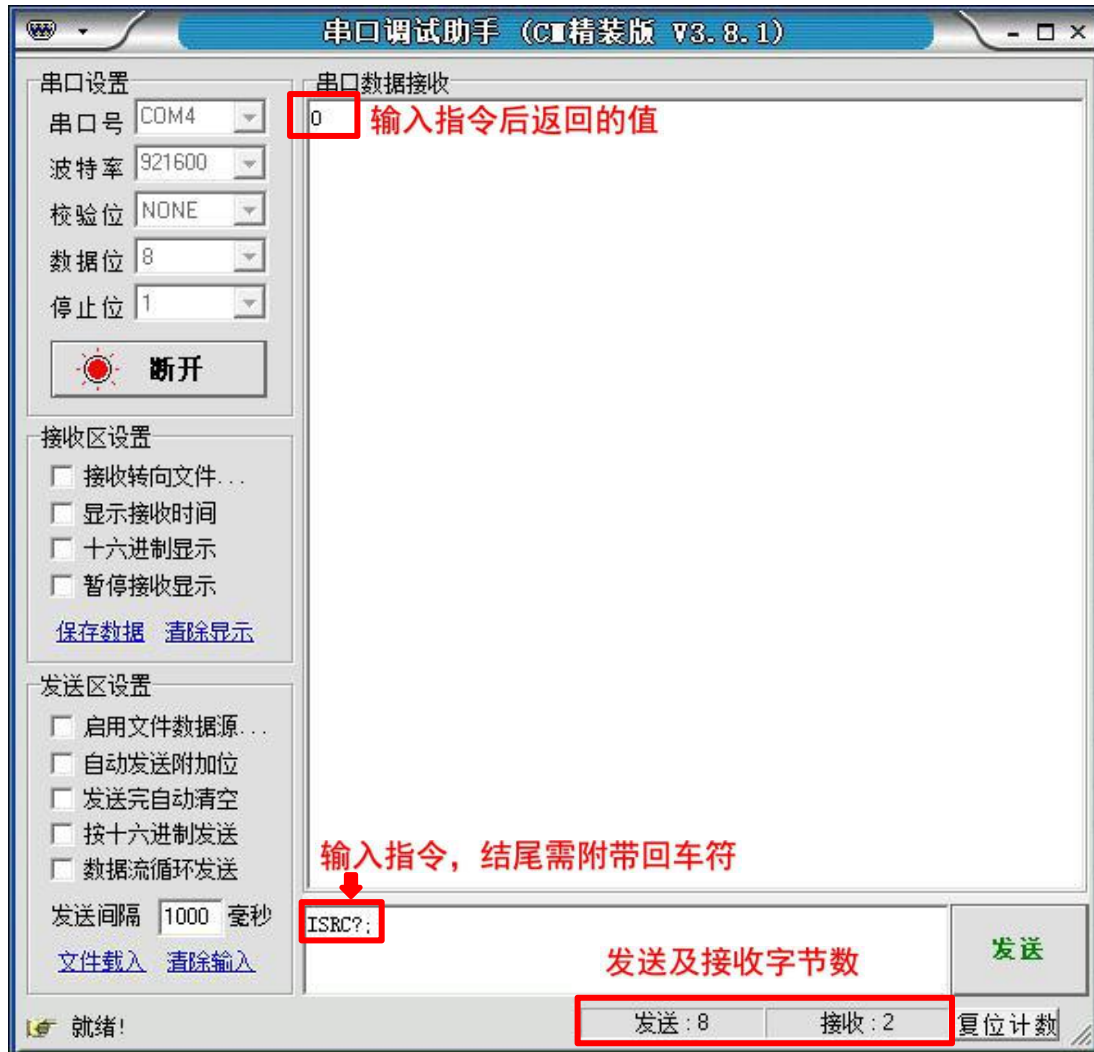 串口调试助手 (CM精装版 V3.8.1)
串口设置
串口号 COM4
波特率 921600
校验位 NONE
数据位 8
停止位 1
断开
接收区设置
接收转向文件...
显示接收时间
十六进制显示
暂停接收显示
保存数据 清除显示
发送区设置
启用文件数据源...
自动发送附加位
发送完自动清空
按十六进制发送
数据流循环发送
发送间隔 1000 毫秒
文件载入 清除输入
串口数据接收
0 输入指令后返回的值
输入指令，结尾需附带回车符
ISRC?;
发送及接收字节数
发送
就绪!
发送:8
接收:2
复位计数